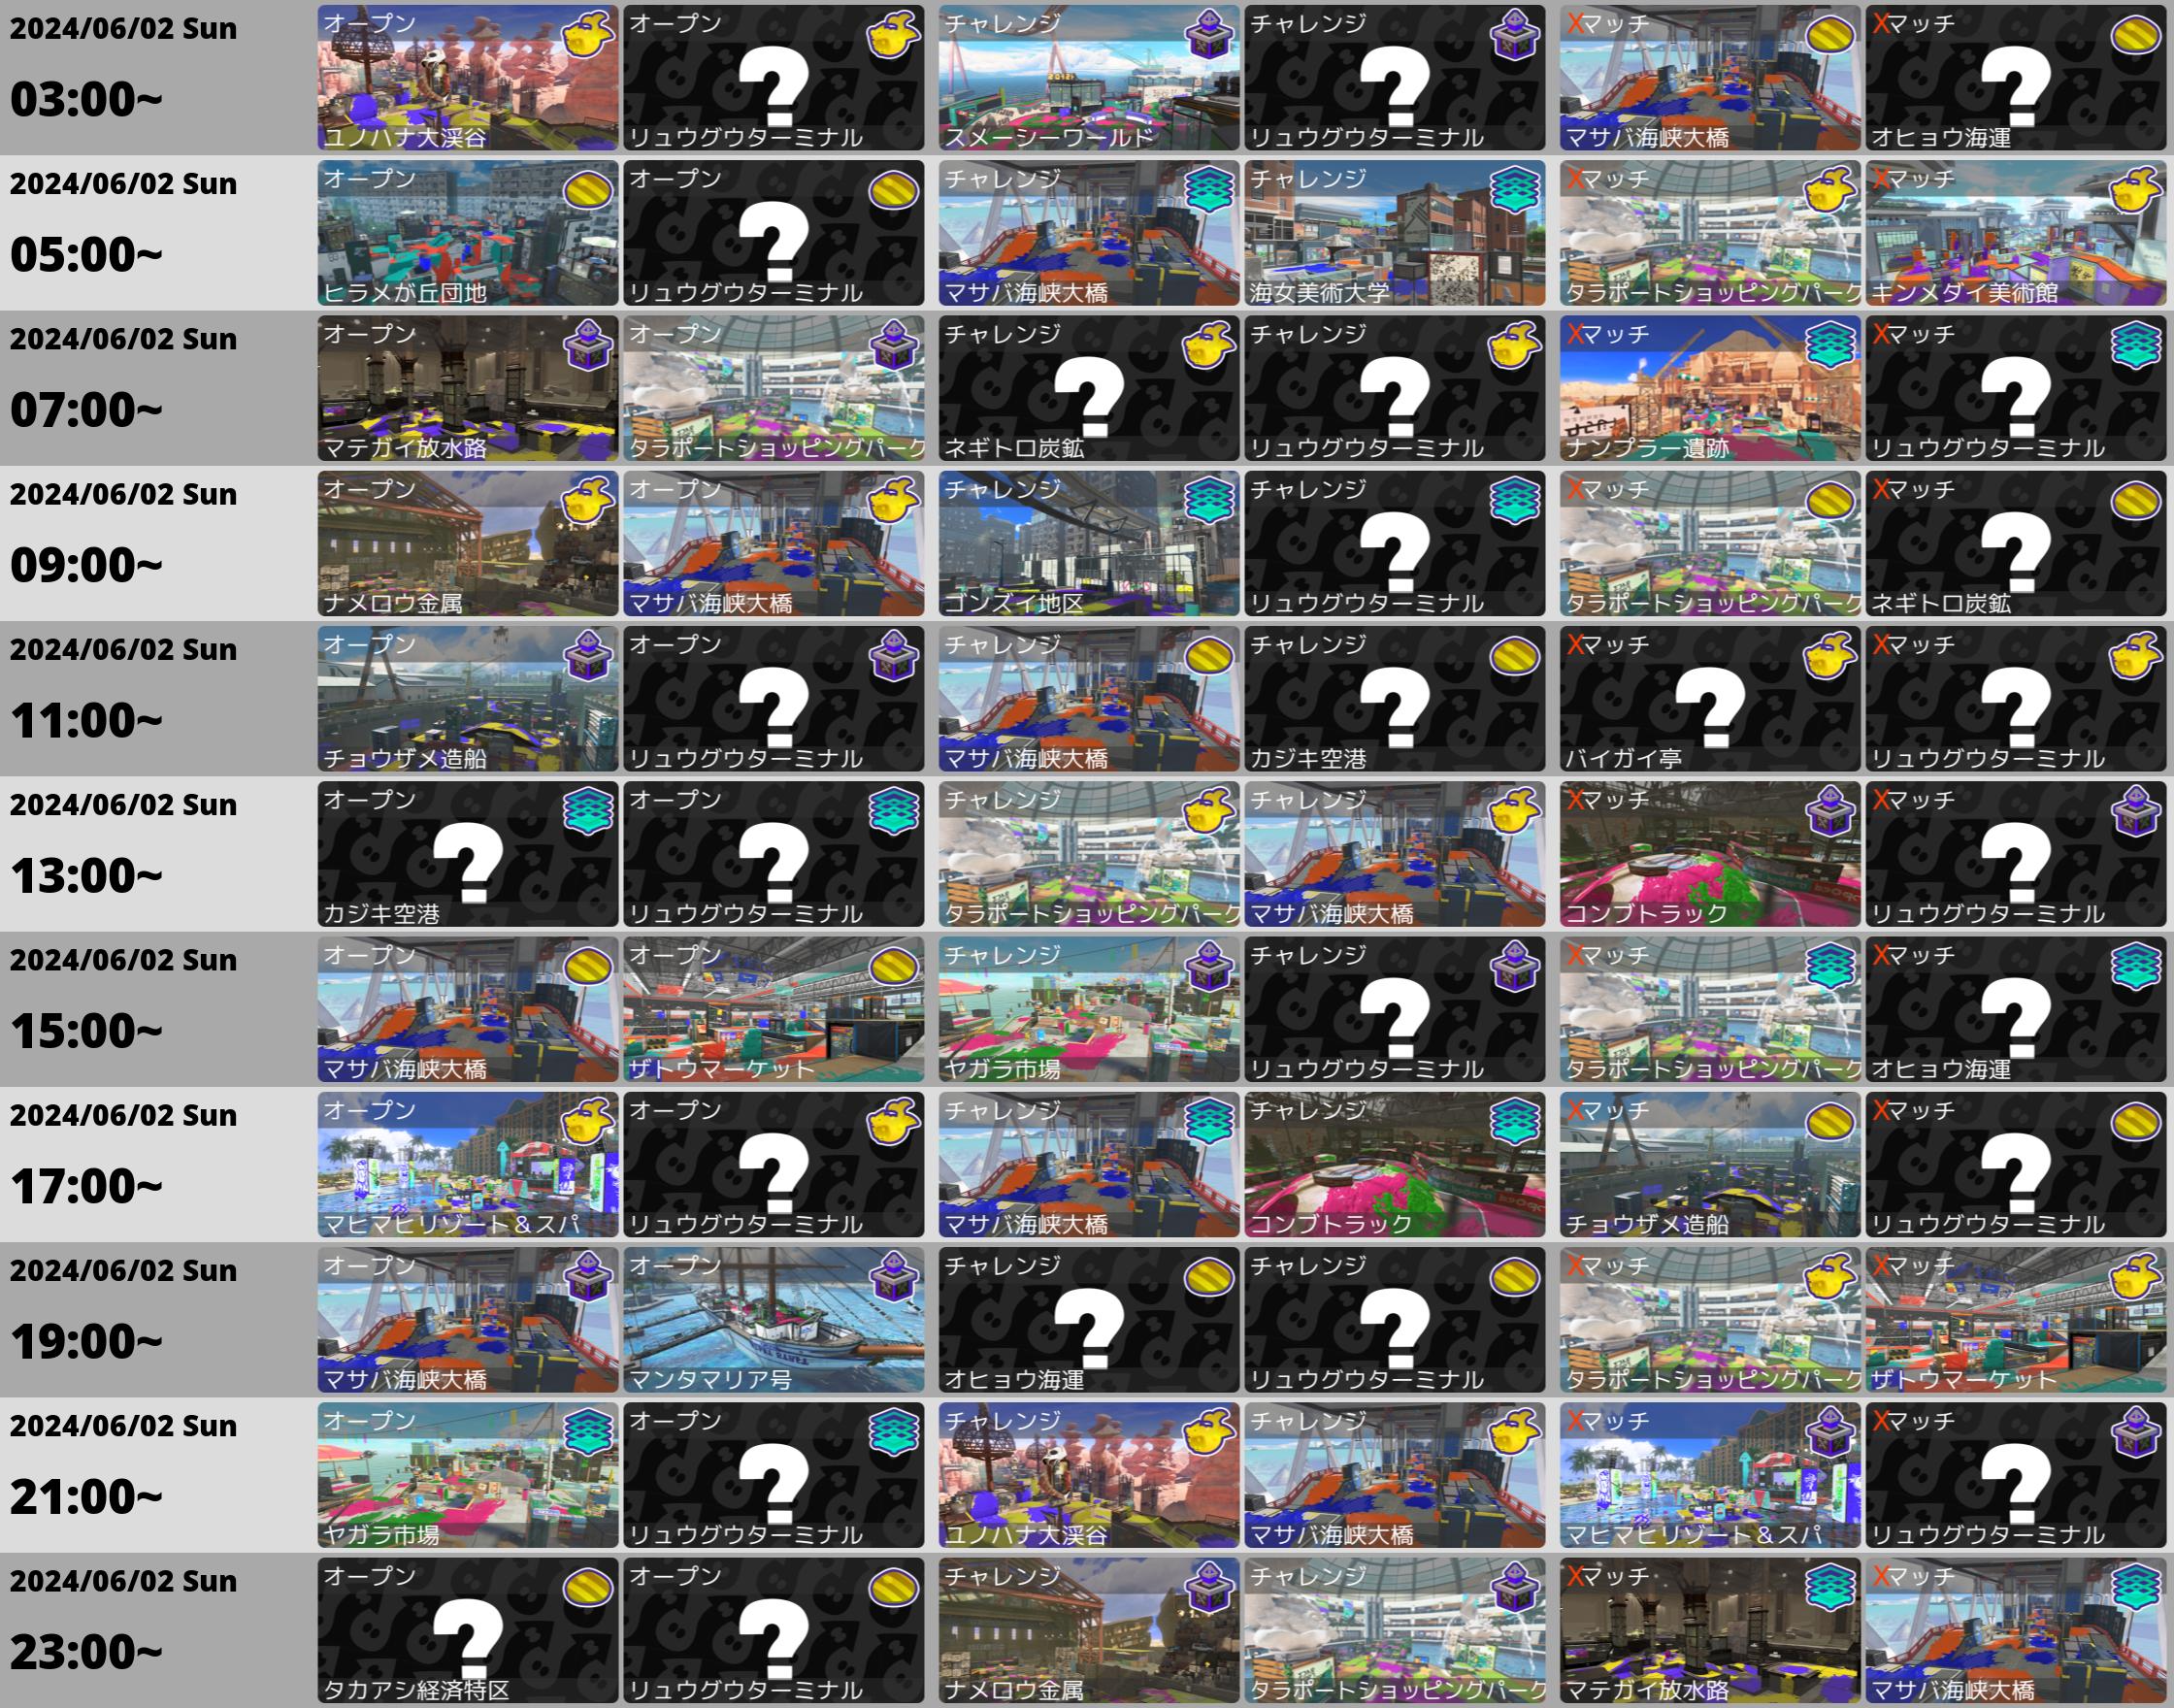 2024/06/02 Sun
03:00~
オープン
ユノハナ大渓谷
オープン
リュウグウターミナル
チャレンジ
スメーシーワールド
チャレンジ
リュウグウターミナル
Xマッチ
マサバ海峡大橋
Xマッチ
オヒョウ海運
2024/06/02 Sun
05:00~
オープン
ヒラメが丘団地
オープン
リュウグウターミナル
チャレンジ
マサバ海峡大橋
チャレンジ
海女美術大学
Xマッチ
タラポートショッピングパーク
Xマッチ
キンメダイ美術館
2024/06/02 Sun
07:00~
オープン
マテガイ放水路
オープン
タラポートショッピングパーク
チャレンジ
ネギトロ炭鉱
チャレンジ
リュウグウターミナル
Xマッチ
ナンプラー遺跡
Xマッチ
リュウグウターミナル
2024/06/02 Sun
09:00~
オープン
ナメロウ金属
オープン
マサバ海峡大橋
チャレンジ
ゴンズイ地区
チャレンジ
リュウグウターミナル
Xマッチ
タラポートショッピングパーク
Xマッチ
ネギトロ炭鉱
2024/06/02 Sun
11:00~
オープン
チョウザメ造船
オープン
リュウグウターミナル
チャレンジ
マサバ海峡大橋
チャレンジ
カジキ空港
Xマッチ
バイガイ亭
Xマッチ
リュウグウターミナル
2024/06/02 Sun
13:00~
オープン
カジキ空港
オープン
リュウグウターミナル
チャレンジ
タラポートショッピングパーク
チャレンジ
マサバ海峡大橋
Xマッチ
コンブトラック
Xマッチ
リュウグウターミナル
2024/06/02 Sun
15:00~
オープン
マサバ海峡大橋
オープン
ザトウマーケット
チャレンジ
ヤガラ市場
チャレンジ
リュウグウターミナル
Xマッチ
タラポートショッピングパーク
Xマッチ
オヒョウ海運
2024/06/02 Sun
17:00~
オープン
マヒマヒリゾート＆スパ
オープン
リュウグウターミナル
チャレンジ
マサバ海峡大橋
チャレンジ
コンブトラック
Xマッチ
チョウザメ造船
Xマッチ
リュウグウターミナル
2024/06/02 Sun
19:00~
オープン
マサバ海峡大橋
オープン
マンタマリア号
チャレンジ
オヒョウ海運
チャレンジ
リュウグウターミナル
Xマッチ
タラポートショッピングパーク
Xマッチ
ザトウマーケット
2024/06/02 Sun
21:00~
オープン
ヤガラ市場
オープン
リュウグウターミナル
チャレンジ
ユノハナ大渓谷
チャレンジ
マサバ海峡大橋
Xマッチ
マヒマヒリゾート＆スパ
Xマッチ
リュウグウターミナル
2024/06/02 Sun
23:00~
オープン
タカアシ経済特区
オープン
リュウグウターミナル
チャレンジ
ナメロウ金属
チャレンジ
タラポートショッピングパーク
Xマッチ
マテガイ放水路
Xマッチ
マサバ海峡大橋